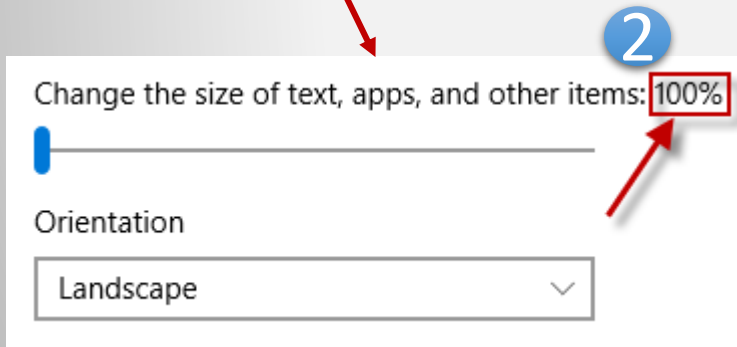 2
Change the size of text, apps, and other items: 100%
Orientation
Landscape